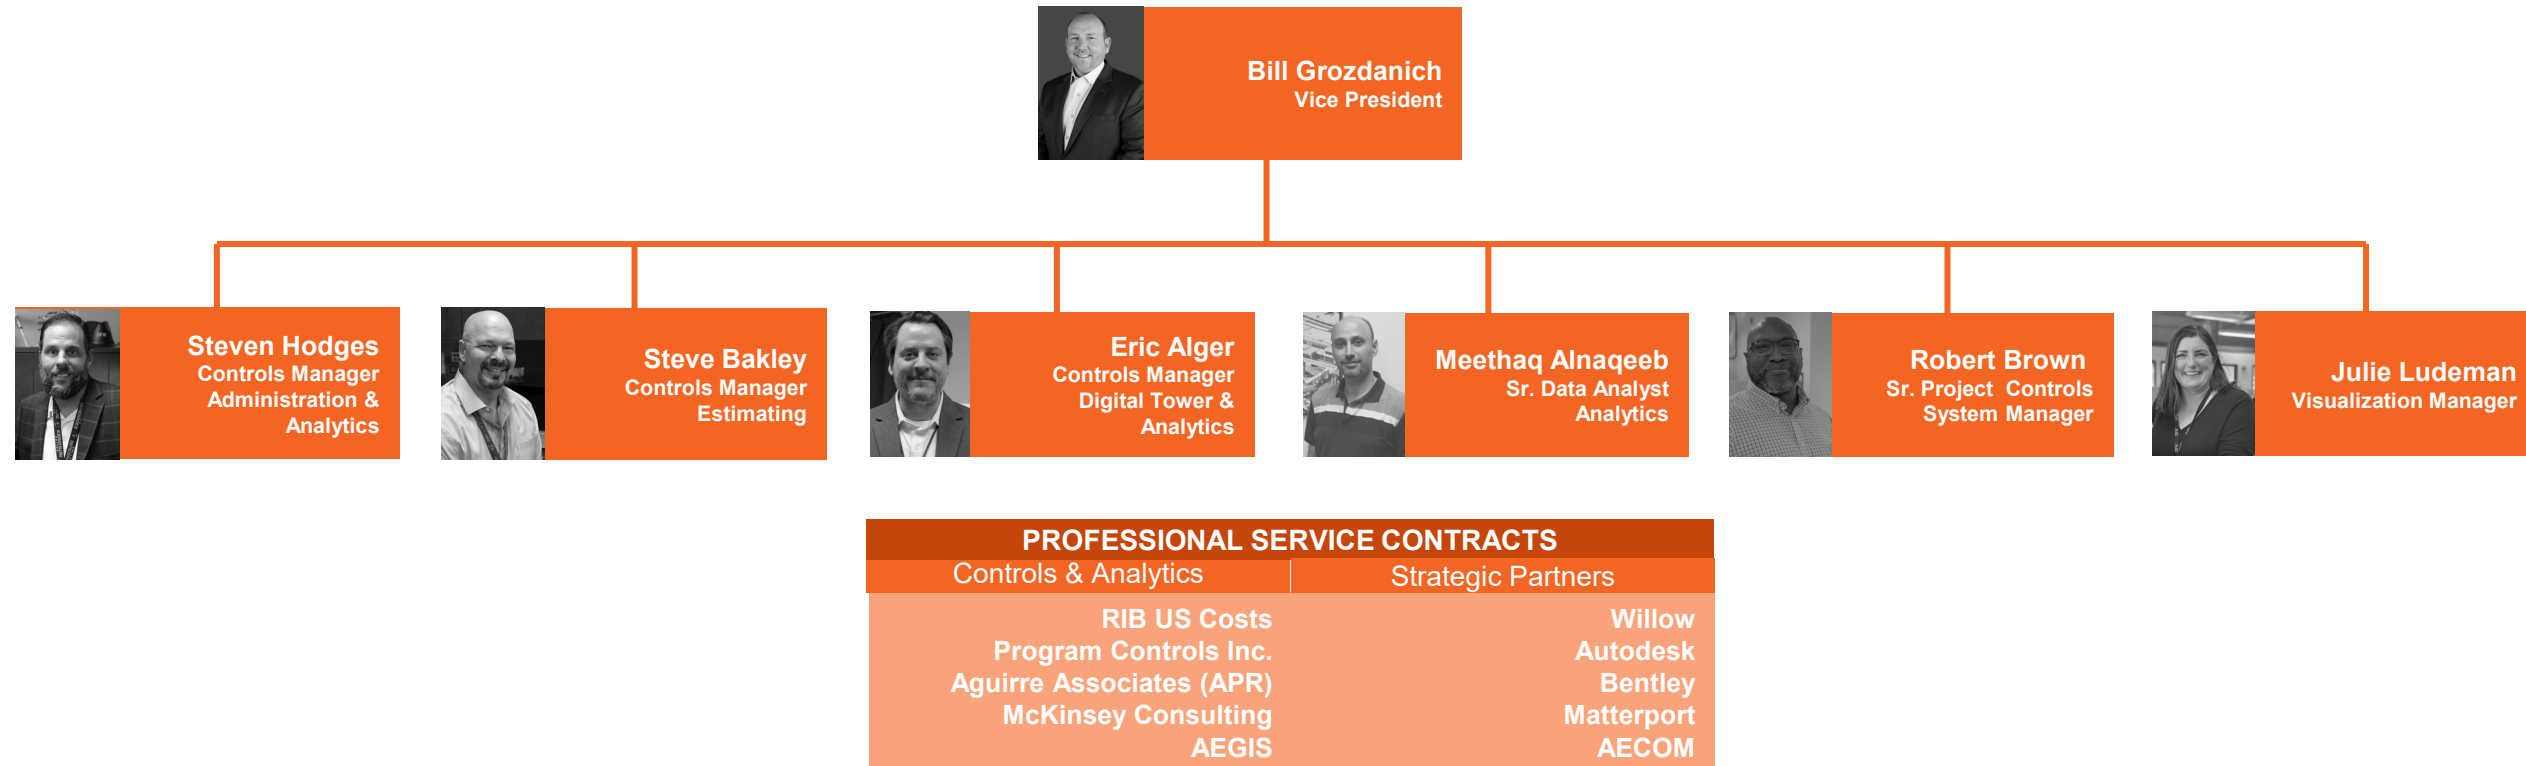 Bill Grozdanich
Vice President
Steven Hodges
Controls Manager
Administration &
Analytics
Steve Bakley
Controls Manager
Estimating
Eric Alger
Controls Manager
Digital Tower &
Analytics
Meethaq Alnaqeeb
Sr. Data Analyst
Analytics
Robert Brown
Sr. Project Controls
System Manager
Julie Ludeman
Visualization Manager
PROFESSIONAL SERVICE CONTRACTS
Controls & Analytics
Strategic Partners
RIB US Costs
Willow
Program Controls Inc.
Autodesk
Aguirre Associates (APR)
Bentley
McKinsey Consulting
Matterport
AEGIS
AECOM